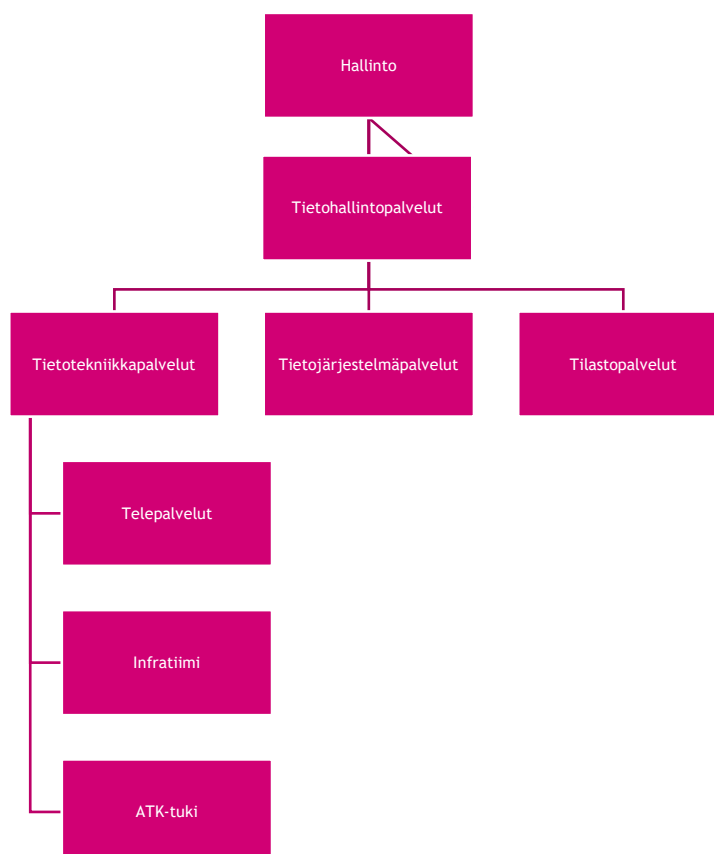 Hallinto
Tietohallintopalvelut
Tietotekniikkapalvelut
Tietojärjestelmäpalvelut
Tilastopalvelut
Telepalvelut
Infratiimi
ATK-tuki